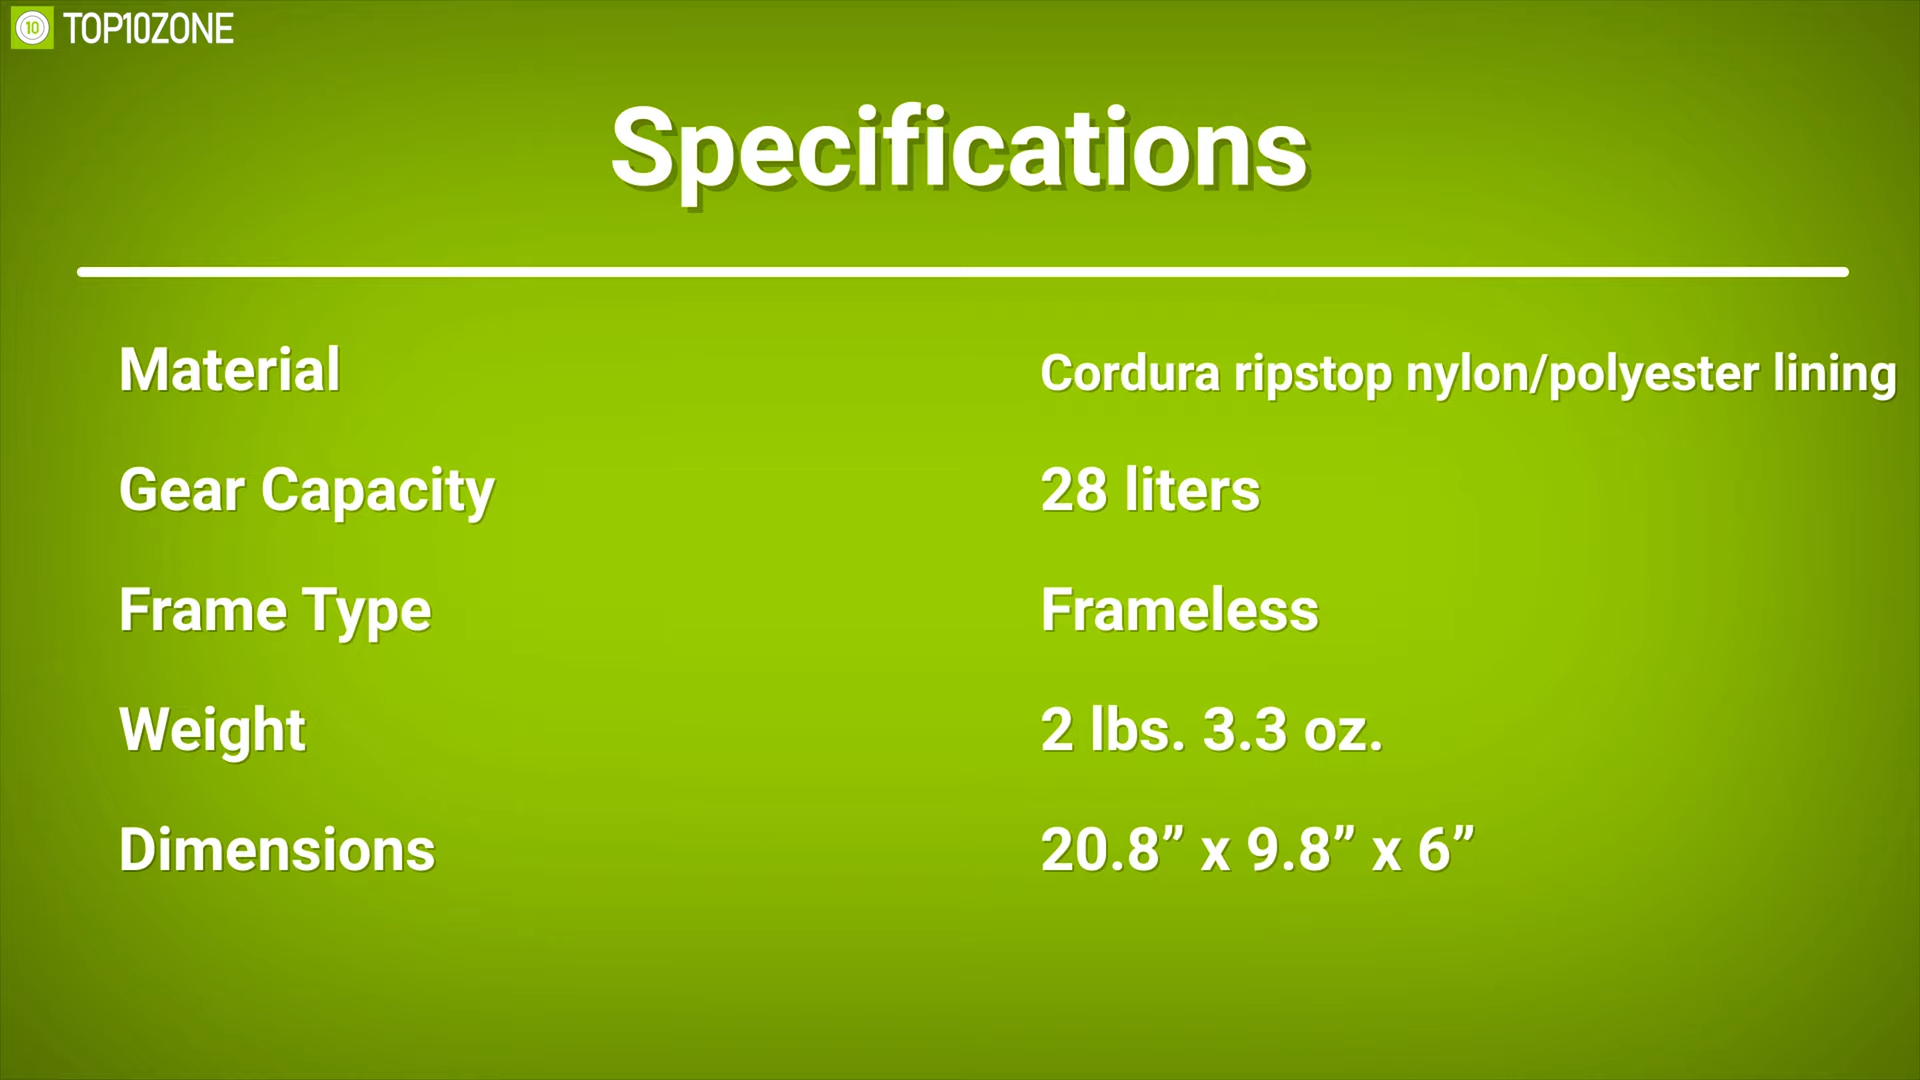 10 TOP10ZONE
Specifications
Material Cordura ripstop nylon/polyester lining
Gear Capacity 28 liters
Frame Type Frameless
Weight 2 lbs. 3.3 oz.
Dimensions 20.8” x 9.8” x 6”